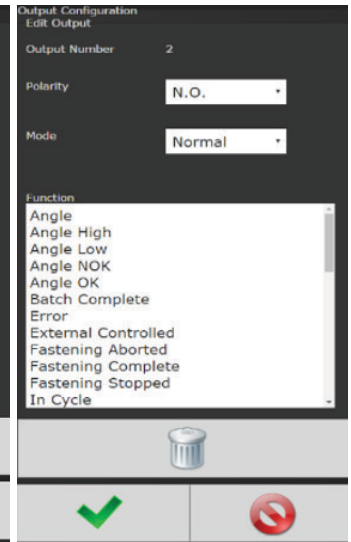 Output Configuration
Edit Output
Output Number 2
Polarity N.O.
Mode Normal
Function
Angle
Angle High
Angle Low
Angle NOK
Angle OK
Batch Complete
Error
External Controlled
Fastening Aborted
Fastening Complete
Fastening Stopped
In Cycle